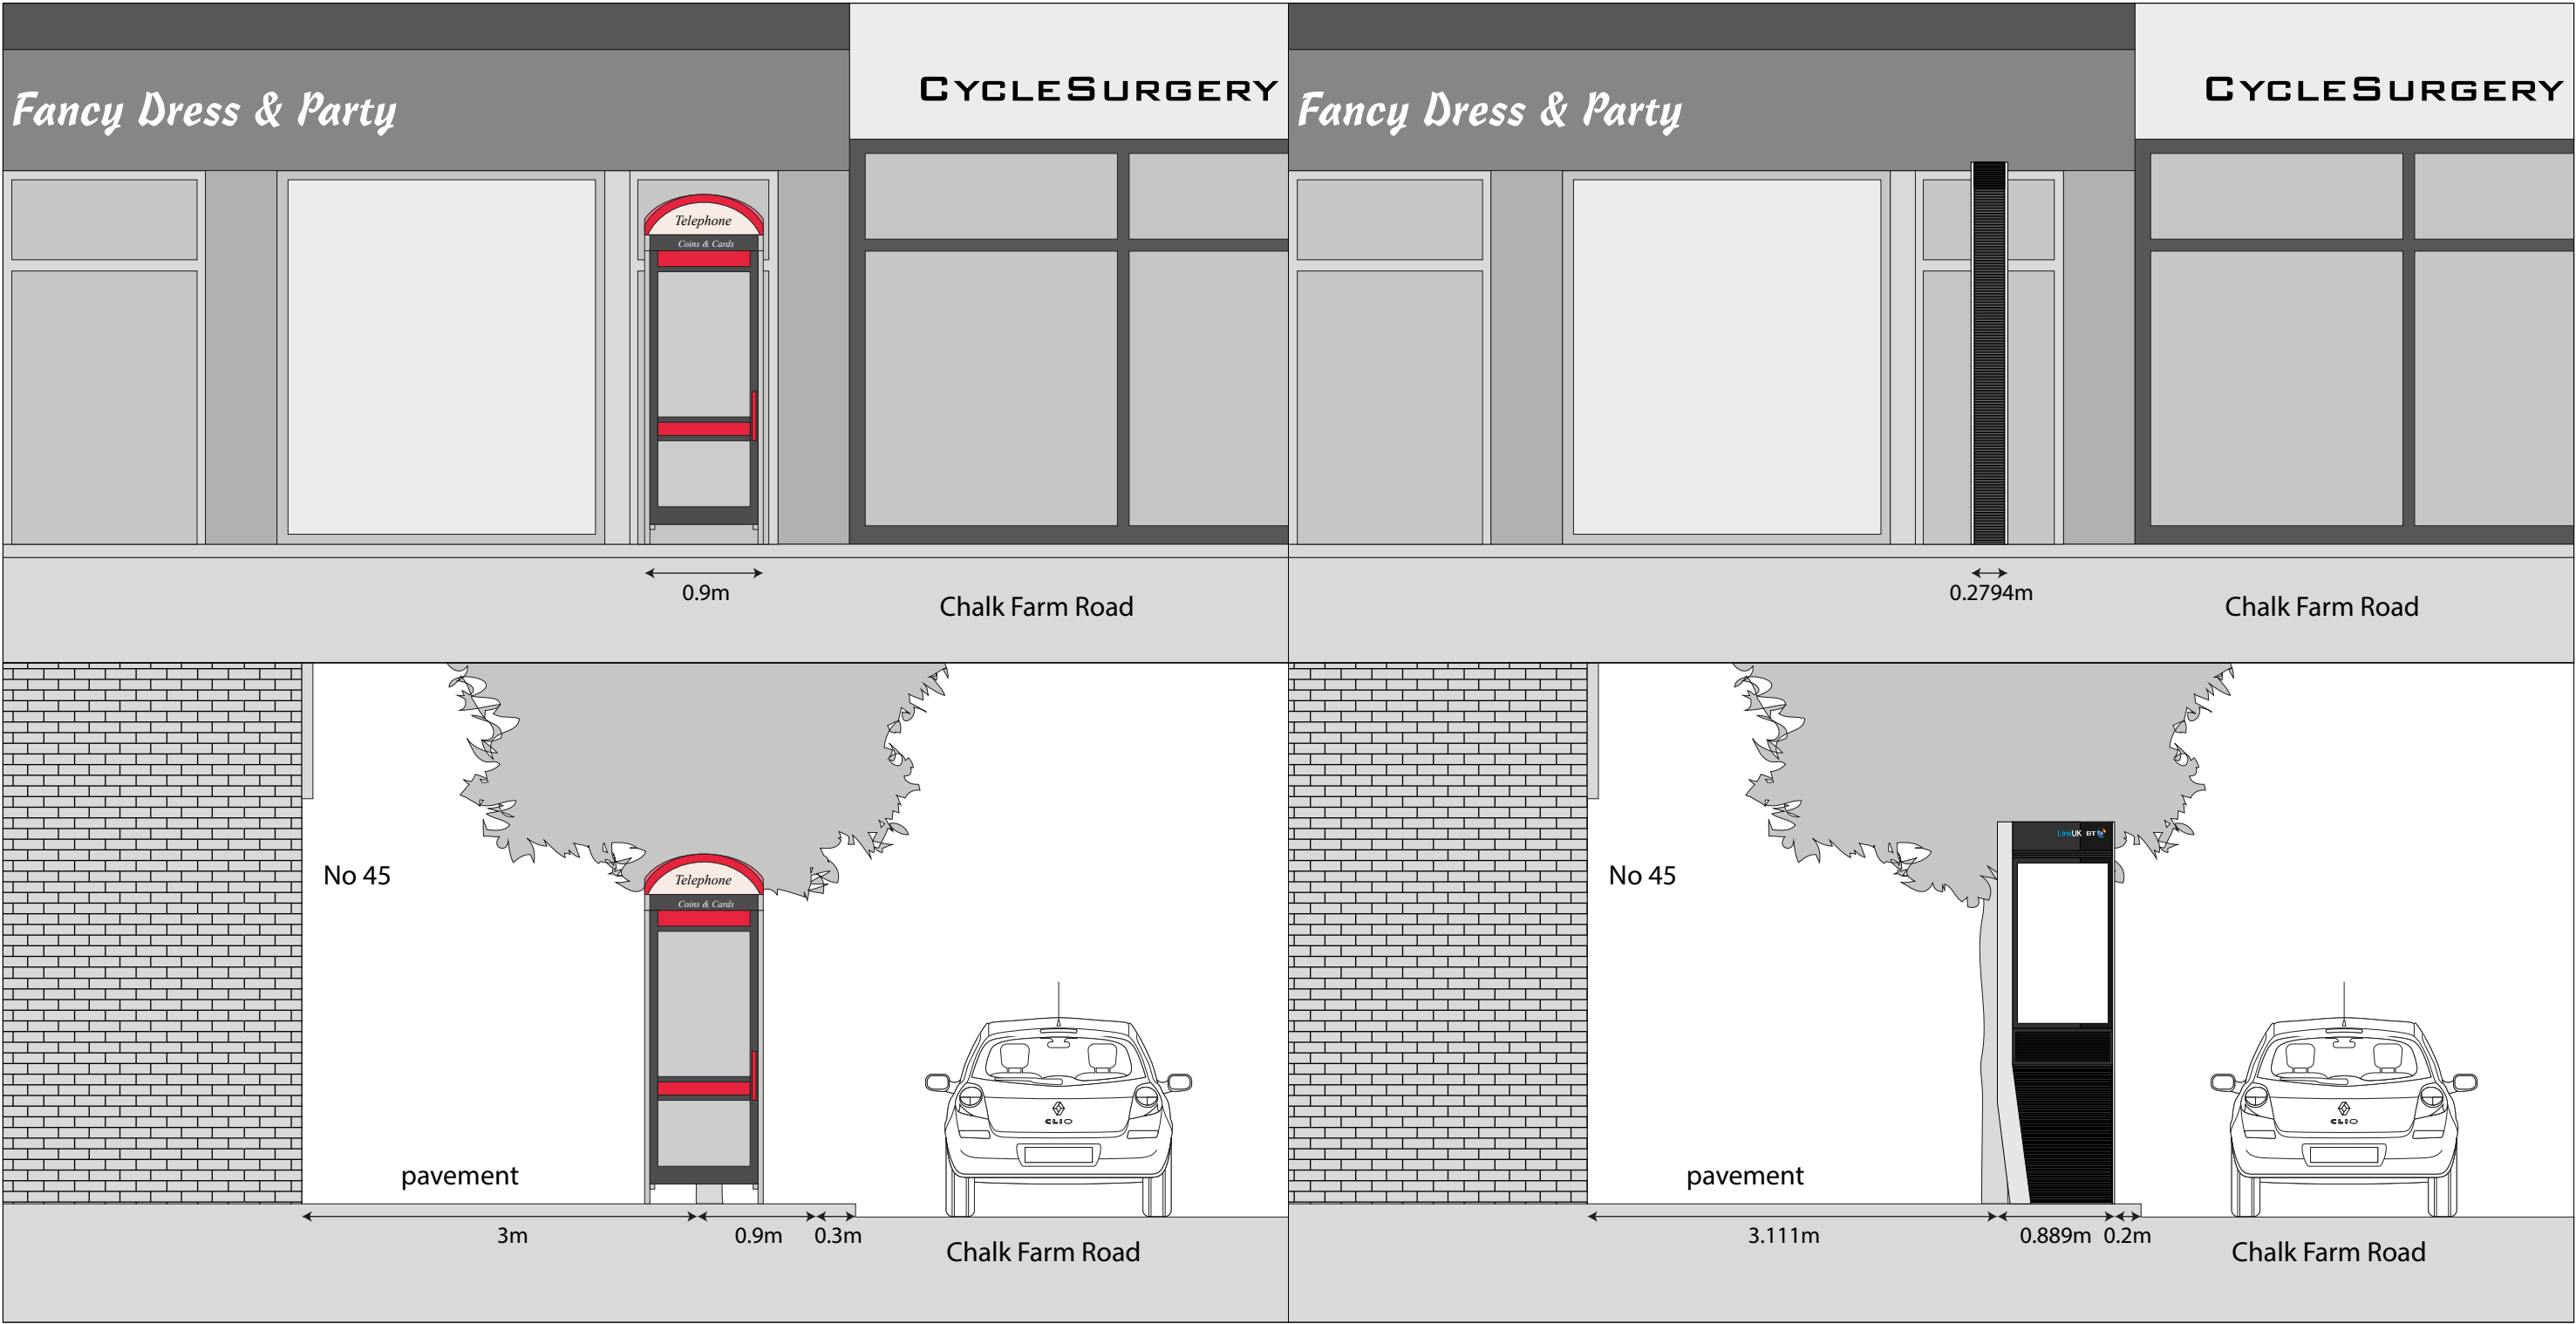 Fancy Dress & Party
CYCLESURGERY
Telephone
Coins & Cards
0.9m
Chalk Farm Road
Fancy Dress & Party
CYCLESURGERY
0.2794m
Chalk Farm Road
No 45
Telephone
Coins & Cards
pavement
CLIO
3m
0.9m
0.3m
Chalk Farm Road
No 45
LinkUK BT
pavement
CLIO
3.111m
0.889m
0.2m
Chalk Farm Road